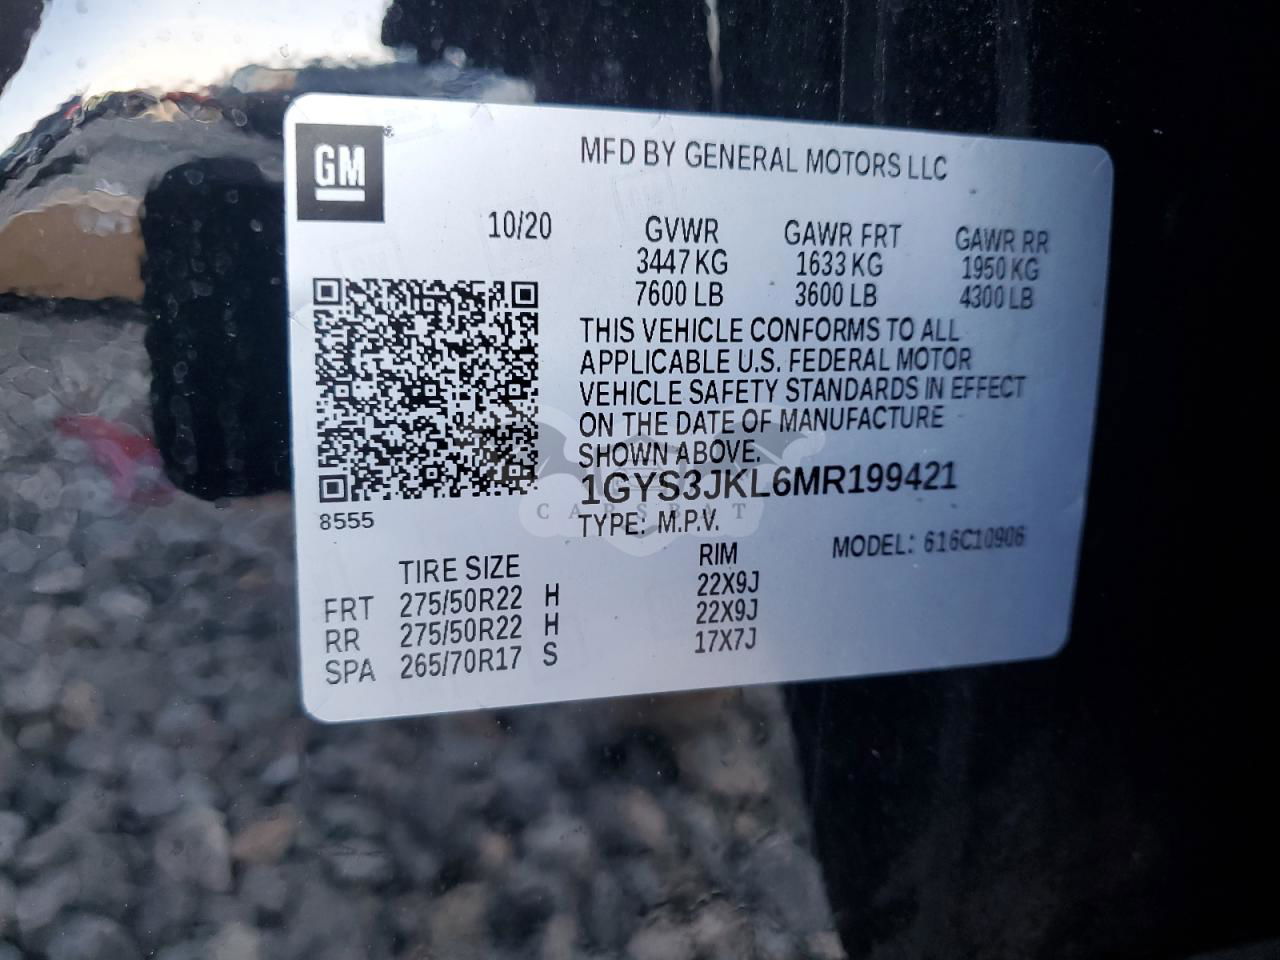 GM
MFD BY GENERAL MOTORS LLC
10/20
GVWR GAWR FRT GAWR RR
3447 KG 1633 KG 1950 KG
7600 LB 3600 LB 4300 LB
THIS VEHICLE CONFORMS TO ALL
APPLICABLE U.S. FEDERAL MOTOR
VEHICLE SAFETY STANDARDS IN EFFECT
ON THE DATE OF MANUFACTURE
SHOWN ABOVE.
1GYS3JKL6MR199421
CARSBAT
TYPE: M.P.V. MODEL: 616C10906
8555
TIRE SIZE RIM
FRT 275/50R22 H 22X9J
RR 275/50R22 H 22X9J
SPA 265/70R17 S 17X7J